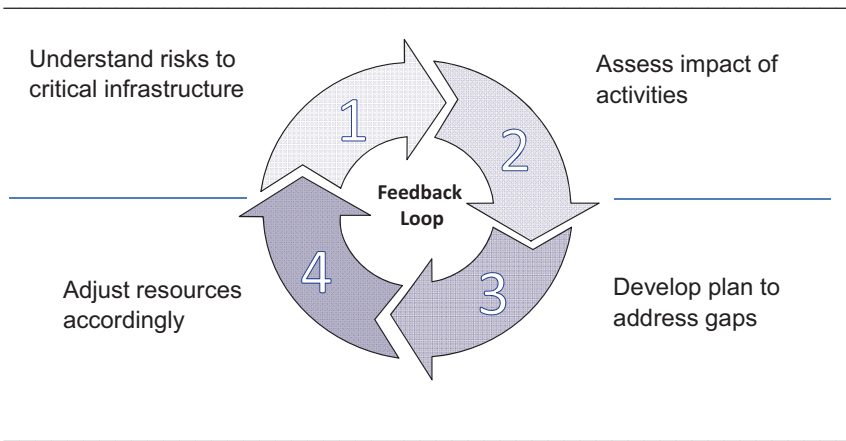 Understand risks to
critical infrastructure
1
Assess impact of
activities
2
Feedback
Loop
Develop plan to
address gaps
3
Adjust resources
accordingly
4